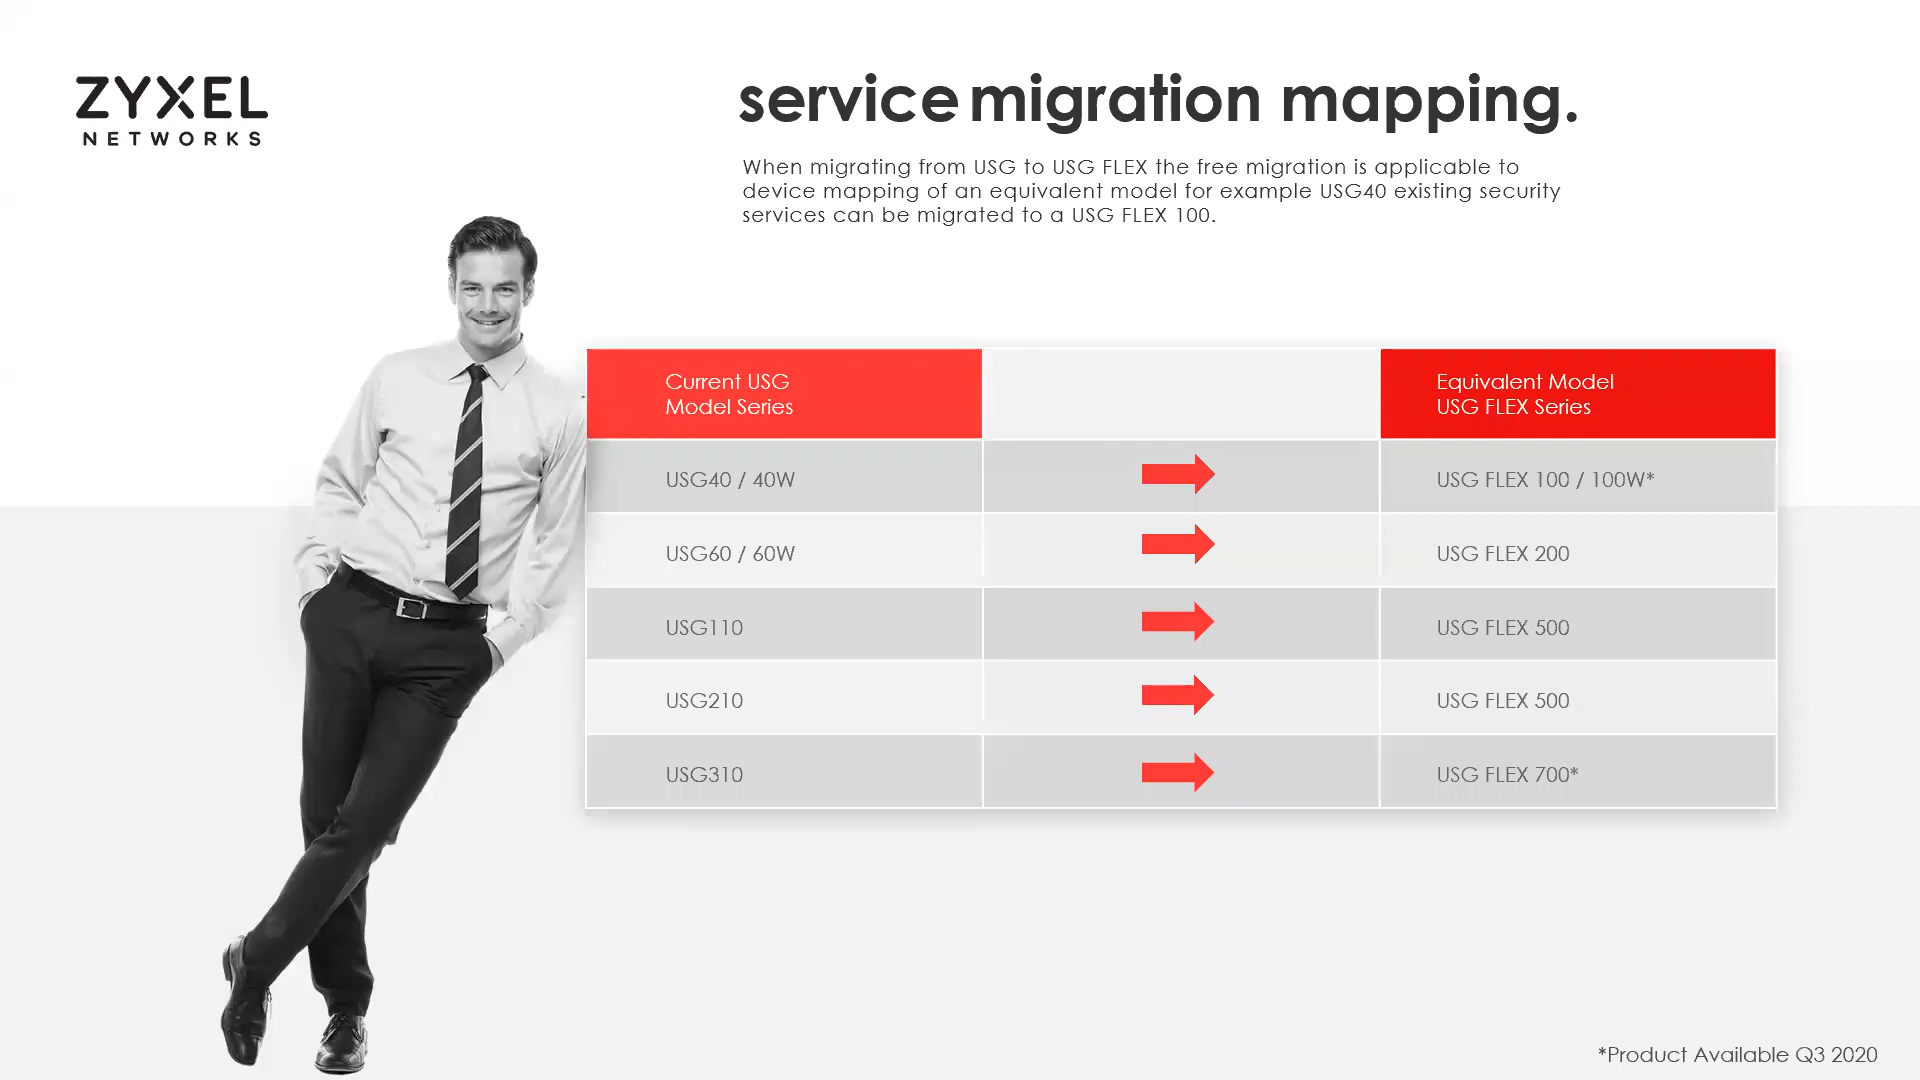 ZYXEL
NETWORKS
service migration mapping.
When migrating from USG to USG FLEX the free migration is applicable to
device mapping of an equivalent model for example USG40 existing security
services can be migrated to a USG FLEX 100.
Current USG
Model Series
Equivalent Model
USG FLEX Series
USG40 / 40W
USG FLEX 100 / 100W*
USG60 / 60W
USG FLEX 200
USG110
USG FLEX 500
USG210
USG FLEX 500
USG310
USG FLEX 700*
*Product Available Q3 2020